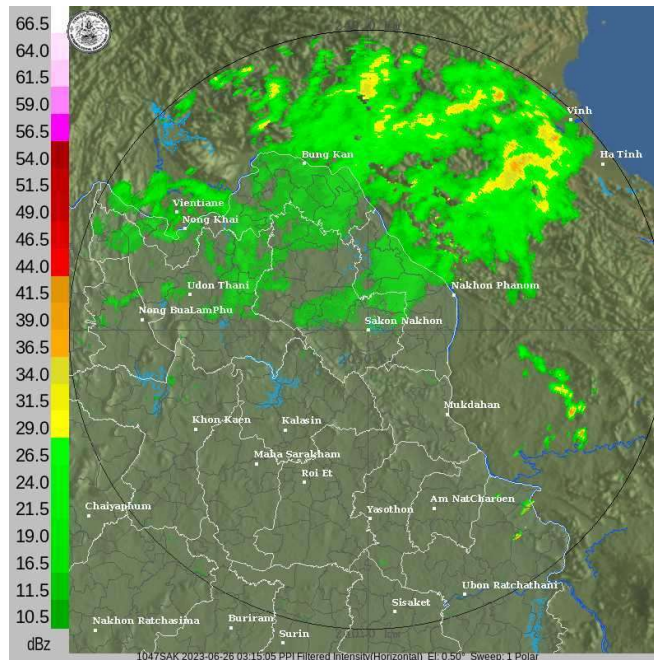 66.5
64.0
61.5
59.0
56.5
54.0
51.5
49.0
46.5
44.0
41.5
39.0
36.5
34.0
31.5
29.0
26.5
24.0
21.5
19.0
16.5
14.0
11.5
10.5
dBz
Vinh
Ha Tinh
Bung Kan
Vientiane
Nong Khai
Udon Thani
Nakhon Phanom
Nong BuaLamPhu
Sakon Nakhon
Mukdahan
Khon Kaen
Kalasin
Maha Sarakham
Roi Et
Am NatCharoen
Chaiyaphum
Yasothon
Ubon Ratchathani
Sisaket
Nakhon Ratchasima
Buriram
Surin
1047SAK 2023-06-26 03:15:05 PPI Filtered Intensity(Horizontal) El: 0.50° Sweep: 1 Polar